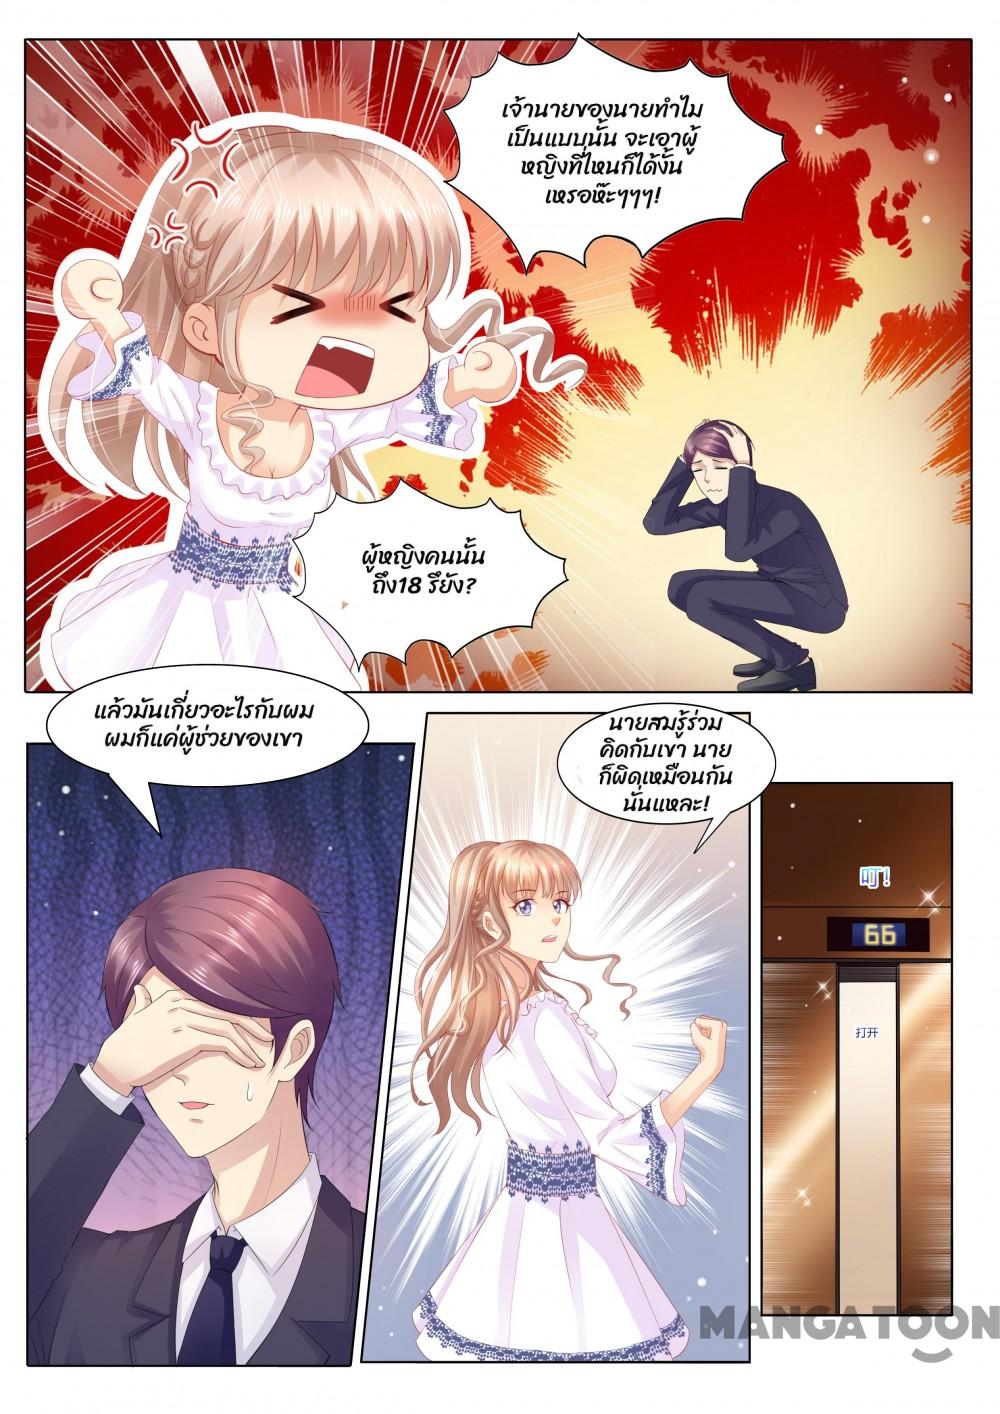 เจ้านายของนายทำไม
เป็นแบบนั้น จะเอาผู้
หญิงที่ไหนก็ได้งั้น
เหรอห๊ะๆๆๆ!
ผู้หญิงคนนั้น
ถึง18 รึยัง?
แล้วมันเกี่ยวอะไรกับผม
ผมก็แค่ผู้ช่วยของเขา
นายสมรู้ร่วม
คิดกับเขา นาย
ก็ผิดเหมือนกัน
นั่นแหละ!
叮!
66
打开
MANGATOON